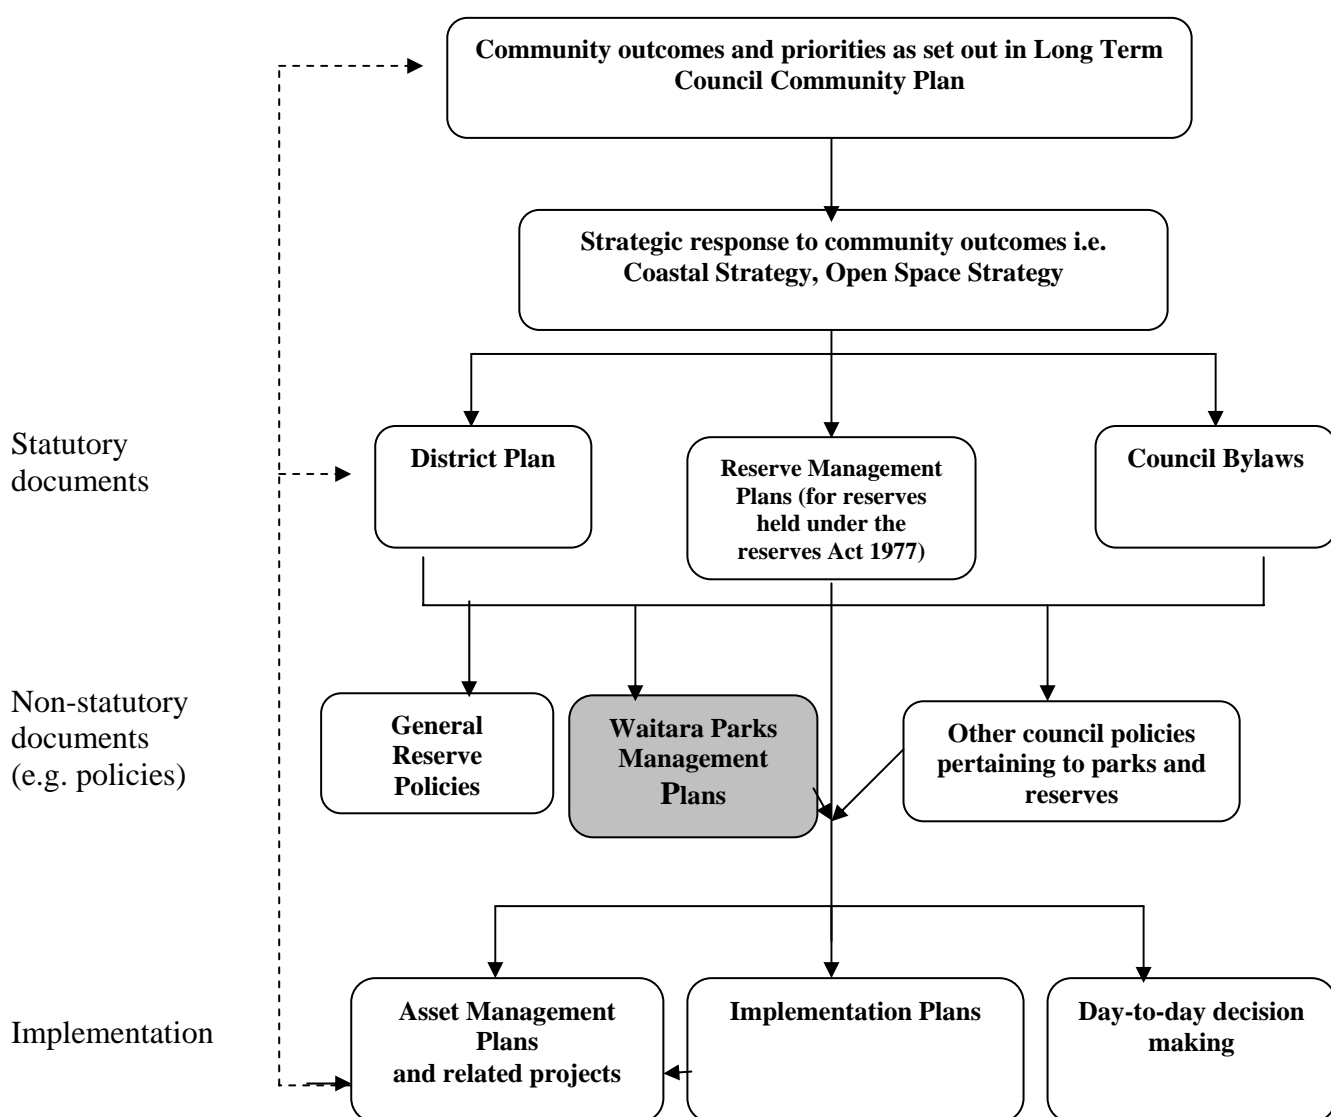 Community outcomes and priorities as set out in Long Term
Council Community Plan
Strategic response to community outcomes i.e.
Coastal Strategy, Open Space Strategy
Statutory
documents
District Plan
Reserve Management
Plans (for reserves
held under the
reserves Act 1977)
Council Bylaws
Non-statutory
documents
(e.g. policies)
General
Reserve
Policies
Waitara Parks
Management
Plans
Other council policies
pertaining to parks and
reserves
Implementation
Asset Management
Plans
and related projects
Implementation Plans
Day-to-day decision
making